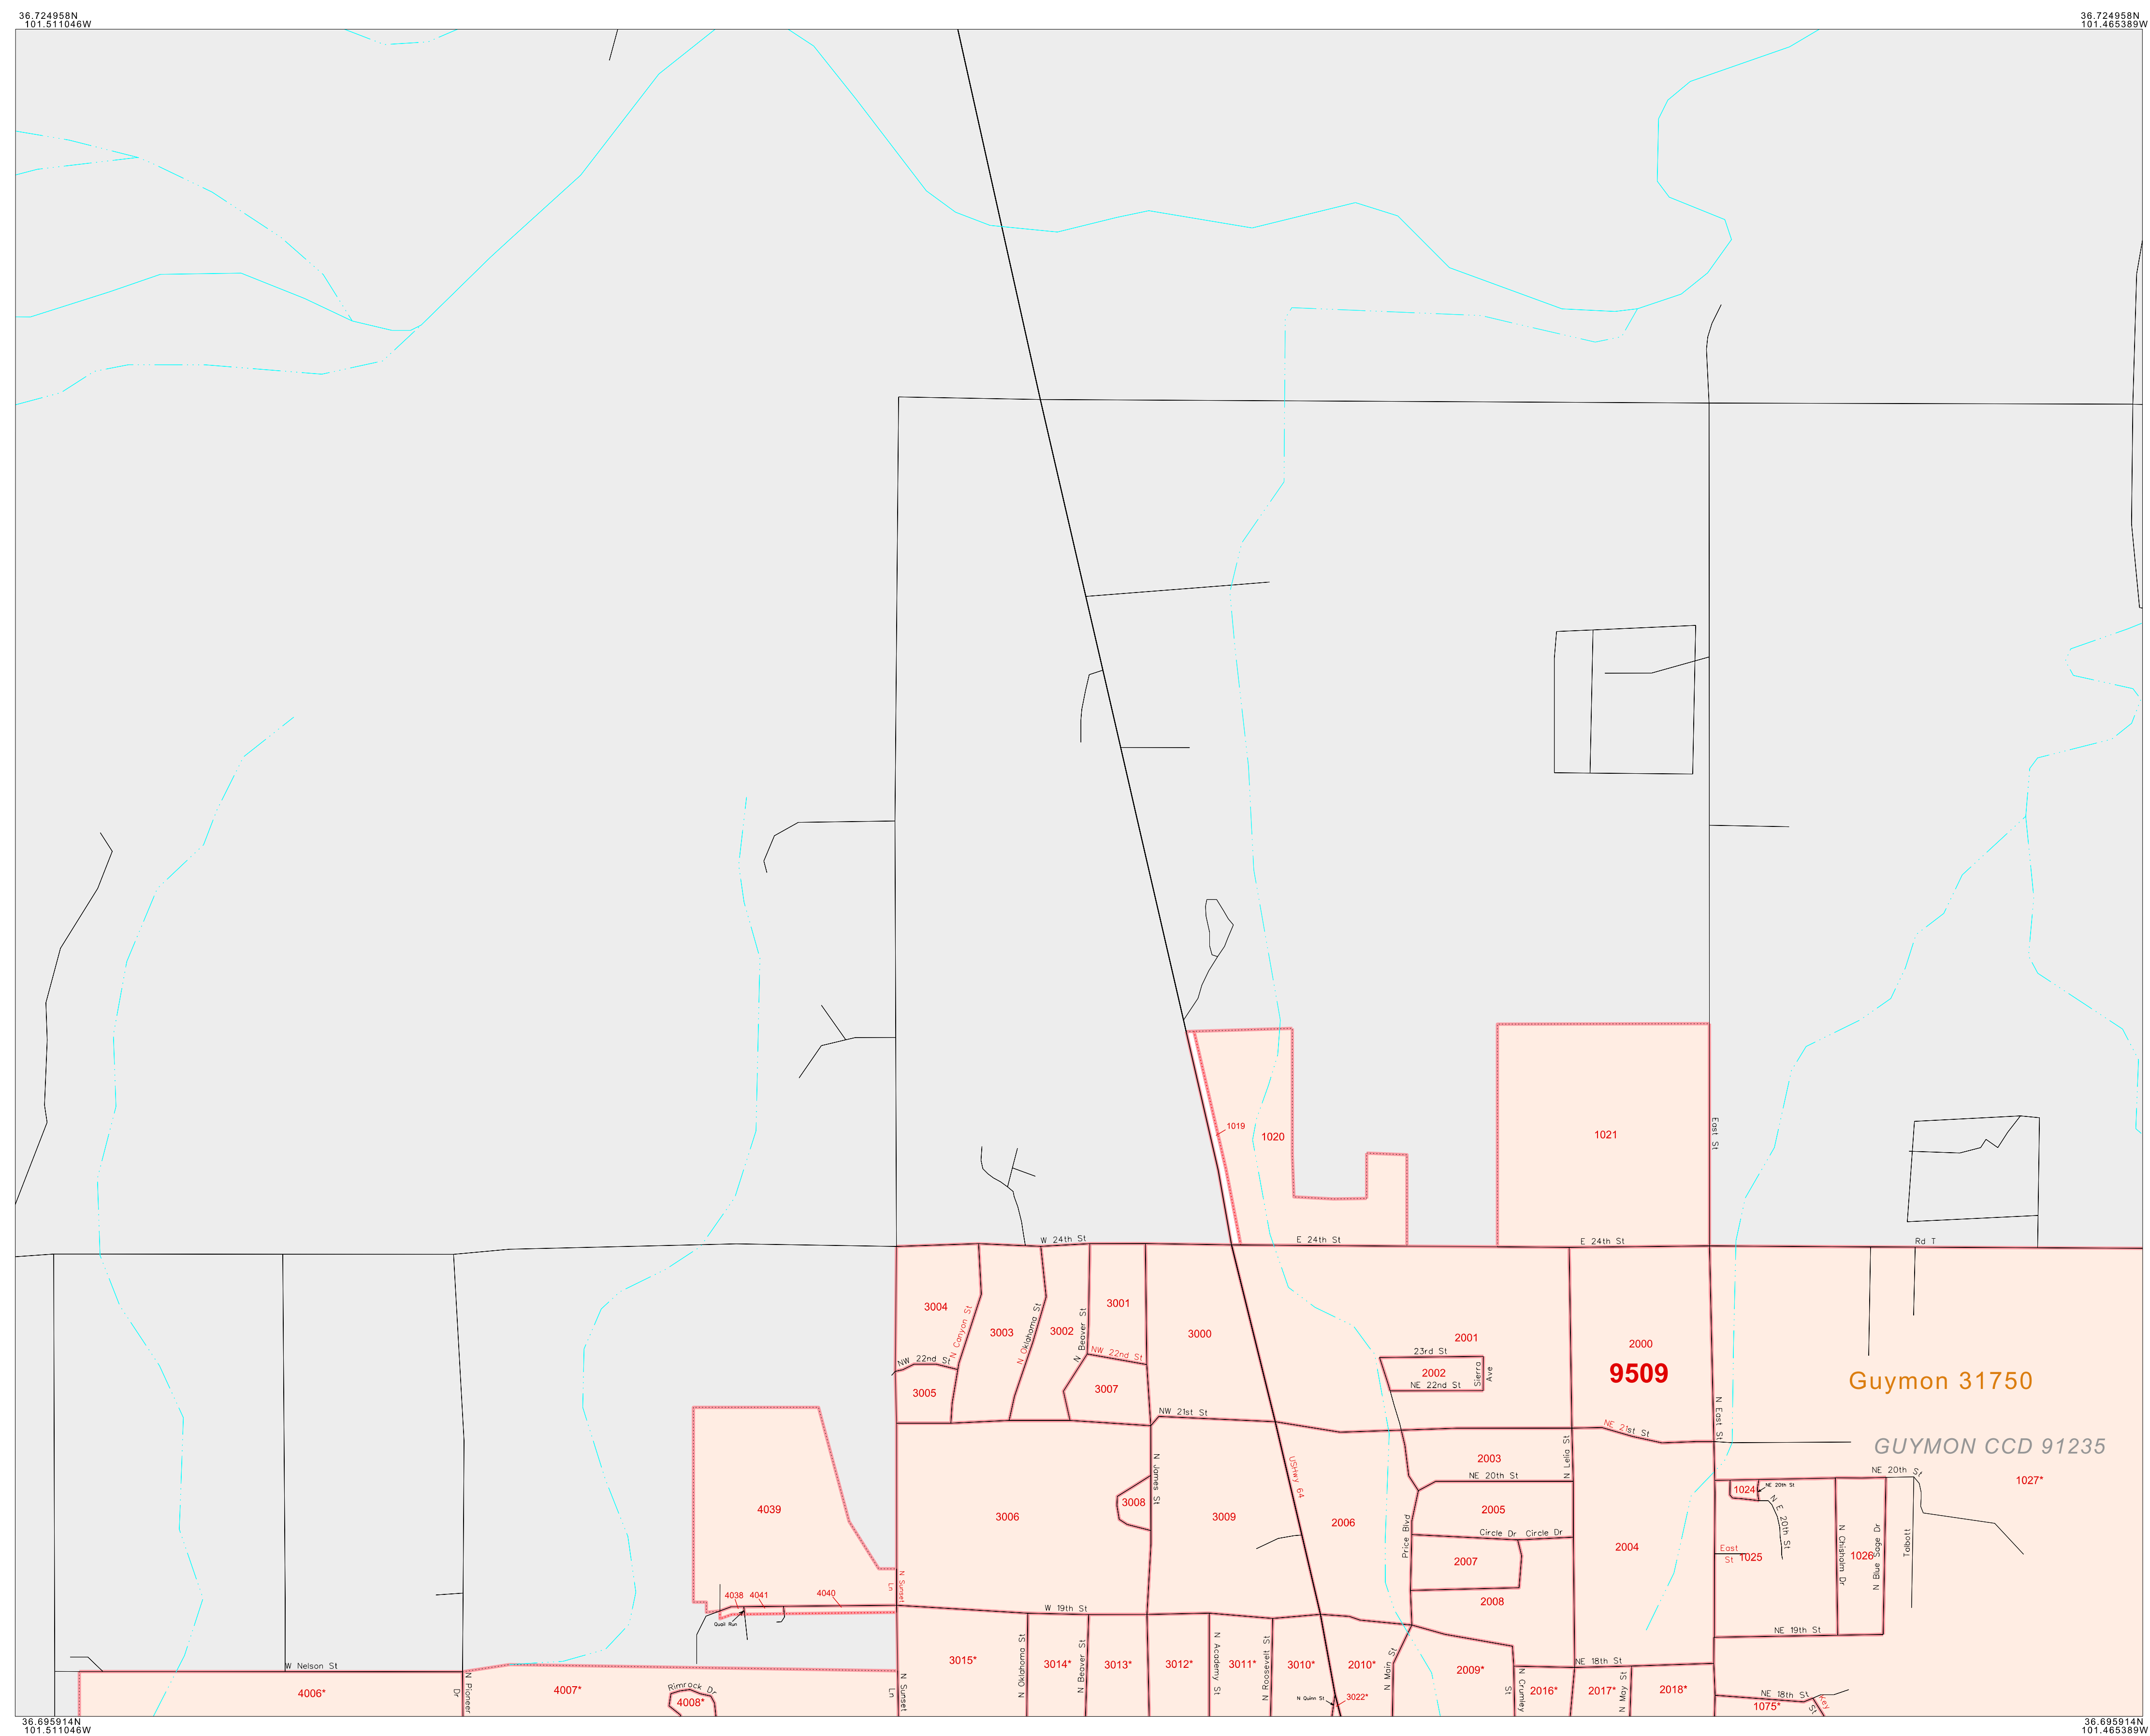 36.724958N
101.511046W
36.724958N
101.465389W
1019
1020
1021
East St
W 24th St
E 24th St
E 24th St
Rd T
3004
3003
3002
3001
3000
2001
2000
N Canyon St
N Oklahoma St
N Beaver St
NW 22nd St
NW 22nd St
23rd St
2002
Sierra Ave
NE 22nd St
9509
Guymon 31750
3005
3007
NW 21st St
NE 21st St
N East St
GUYMON CCD 91235
2003
N Lelia St
NE 20th St
NE 20th St
1027*
N James St
USHwy 64
1024
NE 20th St
N E 20th St
4039
3006
3008
3009
2006
2005
Price Blvd
Circle Dr
Circle Dr
2004
East St
1025
N Chisholm Dr
1026
N Blue Sage Dr
Talbott
2007
N Sunset Ln
4038
4041
4040
Quail Run
2008
W 19th St
NE 19th St
W Nelson St
3015*
N Oklahoma St
3014*
N Beaver St
3013*
3012*
N Academy St
3011*
N Roosevelt St
3010*
2010*
N Main St
2009*
NE 18th St
4006*
N Pioneer Dr
4007*
Rimrock Dr
4008*
N Sunset Ln
N Quinn St
3022*
N Crumley St
2016*
2017*
N May St
2018*
NE 18th St
1075*
Key St
36.695914N
101.511046W
36.695914N
101.465389W